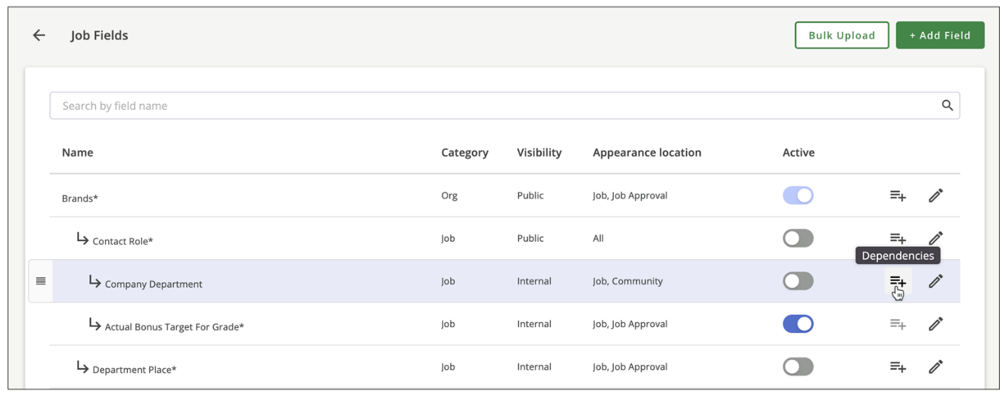 Job Fields
Bulk Upload
+ Add Field
Search by field name
Name Category Visibility Appearance location Active
Brands* Org Public Job, Job Approval
Contact Role* Job Public All
Dependencies
Company Department Job Internal Job, Community
Actual Bonus Target For Grade* Job Internal Job, Job Approval
Department Place* Job Internal Job, Job Approval